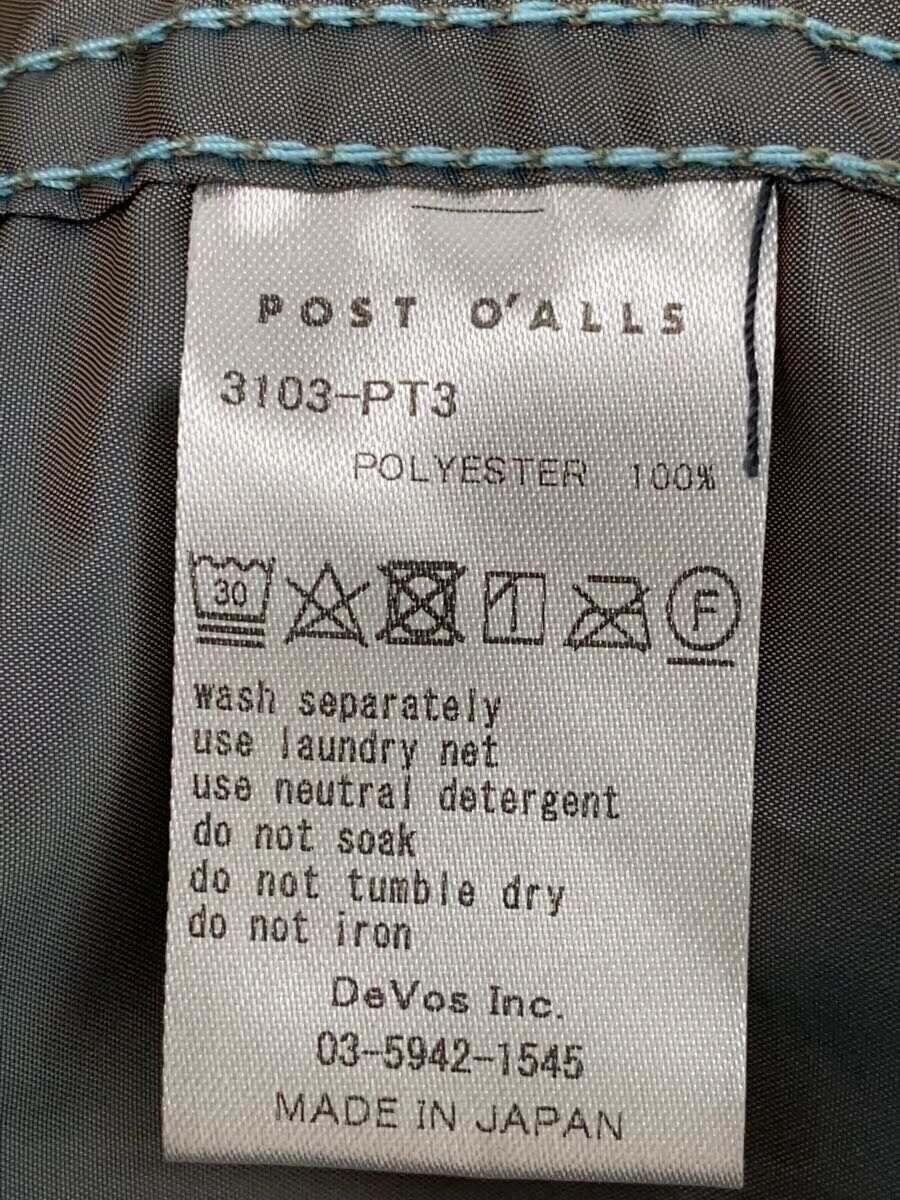 POST O'ALLS
3103-PT3
POLYESTER 100%
30 F
wash separately
use laundry net
use neutral detergent
do not soak
do not tumble dry
do not iron
DeVos Inc.
03-5942-1545
MADE IN JAPAN